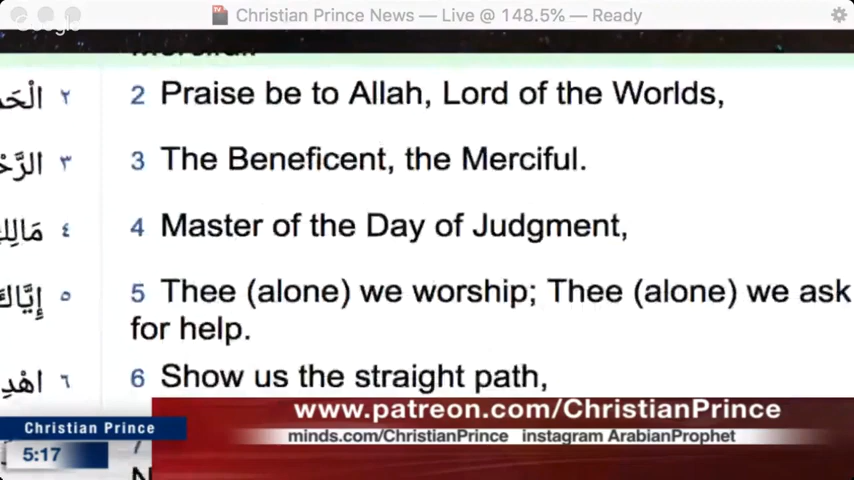 Christian Prince News — Live @ 148.5% — Ready
Google
٢
2 Praise be to Allah, Lord of the Worlds,
٣
3 The Beneficent, the Merciful.
٤
4 Master of the Day of Judgment,
٥
5 Thee (alone) we worship; Thee (alone) we ask
for help.
٦
6 Show us the straight path,
www.patreon.com/ChristianPrince
Christian Prince
minds.com/ChristianPrince instagram ArabianProphet
5:17